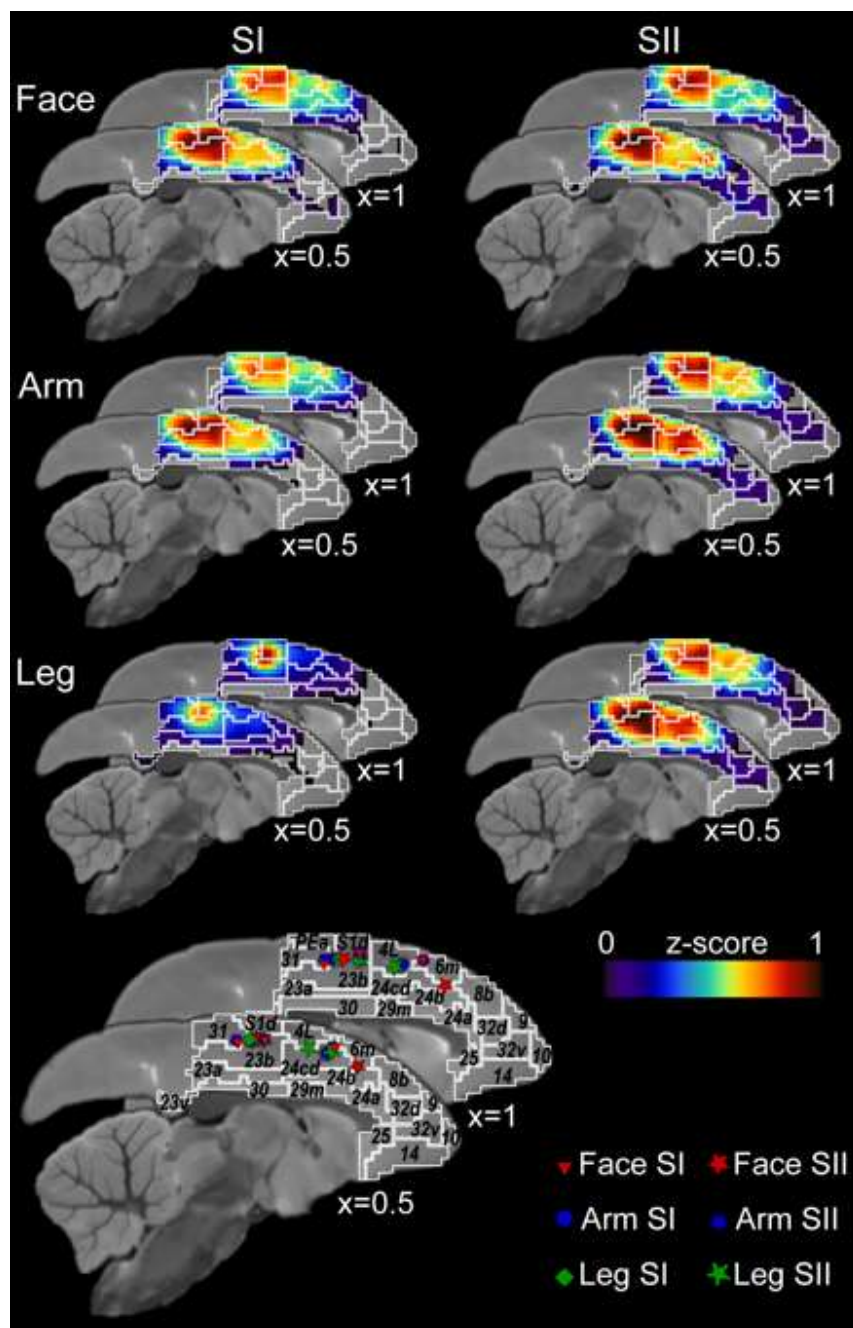 SI SII
Face
x=1 x=1
x=0.5 x=0.5
Arm
x=1 x=1
x=0.5 x=0.5
Leg
x=1 x=1
x=0.5 x=0.5
0 z-score 1
PEa S1d 4L
31 6m
23b 24cd 24b 8b
23a
30 29m 24a 32d 9
25 32v 10
14
S1d 4L
31 6m
23b
23a 24cd 24b 8b
30 29m 24a
23v 32d 9
25 32v 10
14
x=1
x=0.5
Face SI Face SII
Arm SI Arm SII
Leg SI Leg SII